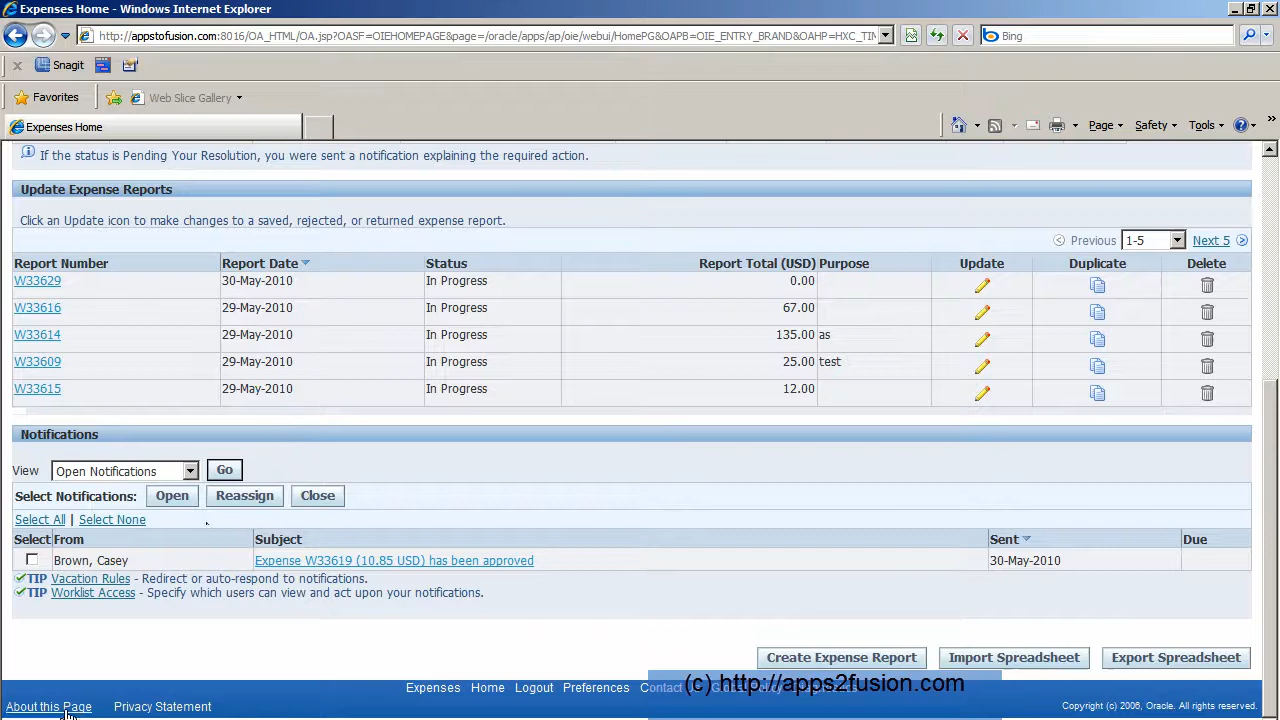 Expenses Home - Windows Internet Explorer
http://appstofusion.com:8016/OA_HTML/OA.jsp?OASF=OIEHOMEPAGE&page=/oracle/apps/ap/oie/webui/HomePG&OAPB=OIE_ENTRY_BRAND&OAHP=HXC_TIM
Bing
Snagit
Favorites Web Slice Gallery
Expenses Home Page Safety Tools
If the status is Pending Your Resolution, you were sent a notification explaining the required action.
Update Expense Reports
Click an Update icon to make changes to a saved, rejected, or returned expense report.
Previous 1-5 Next 5
Report Number Report Date Status Report Total (USD) Purpose Update Duplicate Delete
W33629 30-May-2010 In Progress 0.00
W33616 29-May-2010 In Progress 67.00
W33614 29-May-2010 In Progress 135.00 as
W33609 29-May-2010 In Progress 25.00 test
W33615 29-May-2010 In Progress 12.00
Notifications
View Open Notifications Go
Select Notifications: Open Reassign Close
Select All | Select None
Select From Subject Sent Due
Brown, Casey Expense W33619 (10.85 USD) has been approved 30-May-2010
TIP Vacation Rules - Redirect or auto-respond to notifications.
TIP Worklist Access - Specify which users can view and act upon your notifications.
Create Expense Report Import Spreadsheet Export Spreadsheet
Expenses Home Logout Preferences Contact
(c) http://apps2fusion.com
About this Page Privacy Statement Copyright (c) 2006, Oracle. All rights reserved.